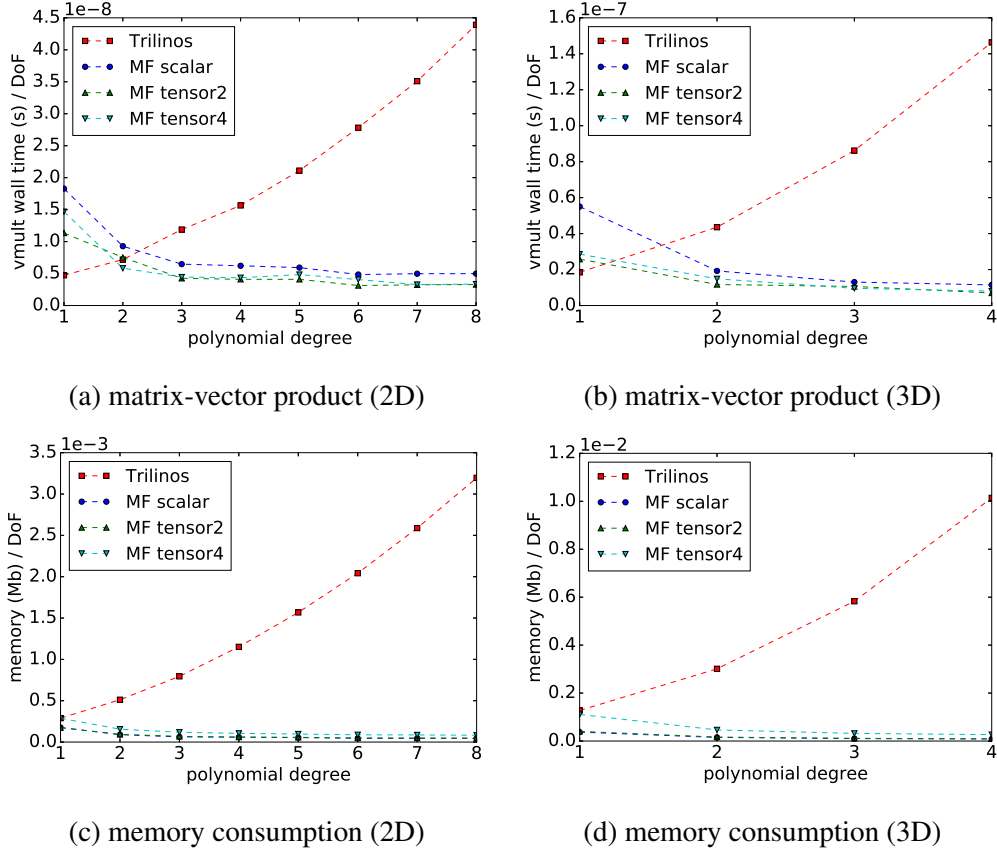 1e−8
4.5
4.0
3.5
3.0
2.5
2.0
1.5
1.0
0.5
0.0
vmult wall time (s) / DoF
Trilinos
MF scalar
MF tensor2
MF tensor4
1 2 3 4 5 6 7 8
polynomial degree
(a) matrix-vector product (2D)
1e−7
1.6
1.4
1.2
1.0
0.8
0.6
0.4
0.2
0.0
vmult wall time (s) / DoF
Trilinos
MF scalar
MF tensor2
MF tensor4
1 2 3 4
polynomial degree
(b) matrix-vector product (3D)
1e−3
3.5
3.0
2.5
2.0
1.5
1.0
0.5
0.0
memory (Mb) / DoF
Trilinos
MF scalar
MF tensor2
MF tensor4
1 2 3 4 5 6 7 8
polynomial degree
(c) memory consumption (2D)
1e−2
1.2
1.0
0.8
0.6
0.4
0.2
0.0
memory (Mb) / DoF
Trilinos
MF scalar
MF tensor2
MF tensor4
1 2 3 4
polynomial degree
(d) memory consumption (3D)